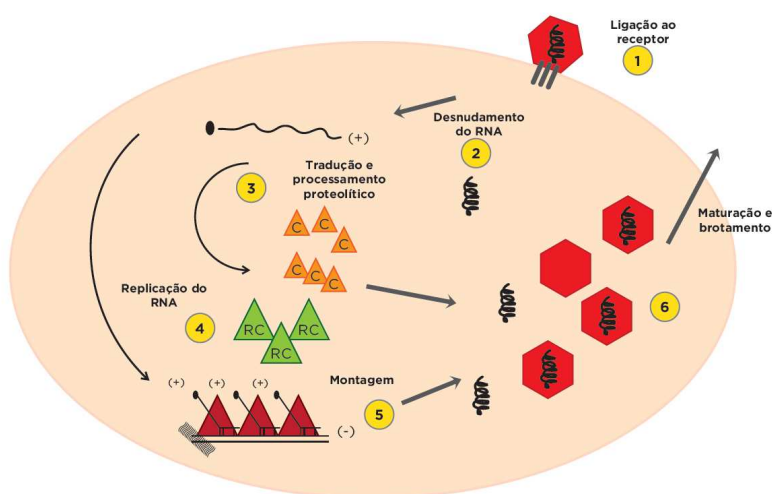 Ligação ao
receptor
1
Desnudamento
do RNA
2
(+)
3
Tradução e
processamento
proteolítico
C
C
C
C
C
C
Replicação do
RNA
4
RC
RC
RC
(+)
(+)
(+)
(-)
Montagem
5
Maturação e
brotamento
6